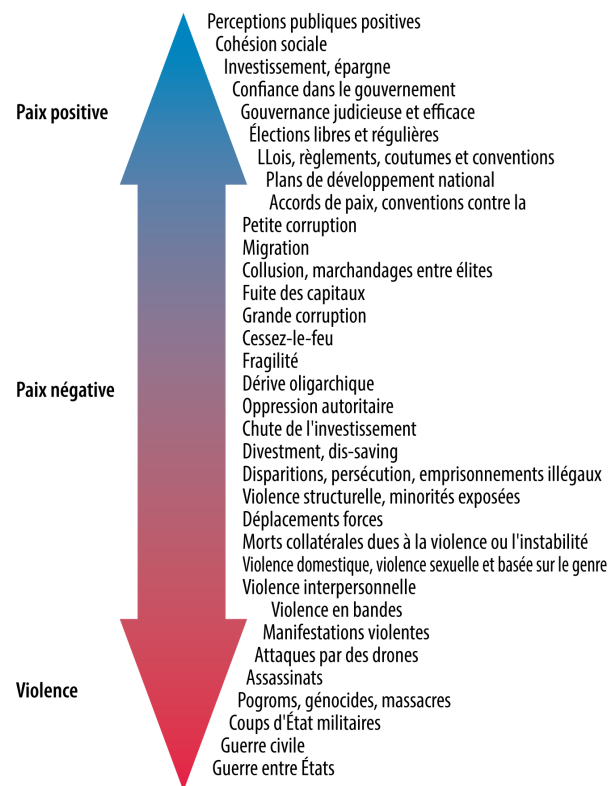 Perceptions publiques positives
Cohésion sociale
Investissement, épargne
Confiance dans le gouvernement
Paix positive
Gouvernance judicieuse et efficace
Élections libres et régulières
LLois, règlements, coutumes et conventions
Plans de développement national
Accords de paix, conventions contre la
Petite corruption
Migration
Collusion, marchandages entre élites
Fuite des capitaux
Grande corruption
Cessez-le-feu
Fragilité
Paix négative
Dérive oligarchique
Oppression autoritaire
Chute de l'investissement
Divestment, dis-saving
Disparitions, persécution, emprisonnements illégaux
Violence structurelle, minorités exposées
Déplacements forces
Morts collatérales dues à la violence ou l'instabilité
Violence domestique, violence sexuelle et basée sur le genre
Violence interpersonnelle
Violence en bandes
Manifestations violentes
Attaques par des drones
Assassinats
Violence
Pogroms, génocides, massacres
Coups d'État militaires
Guerre civile
Guerre entre États